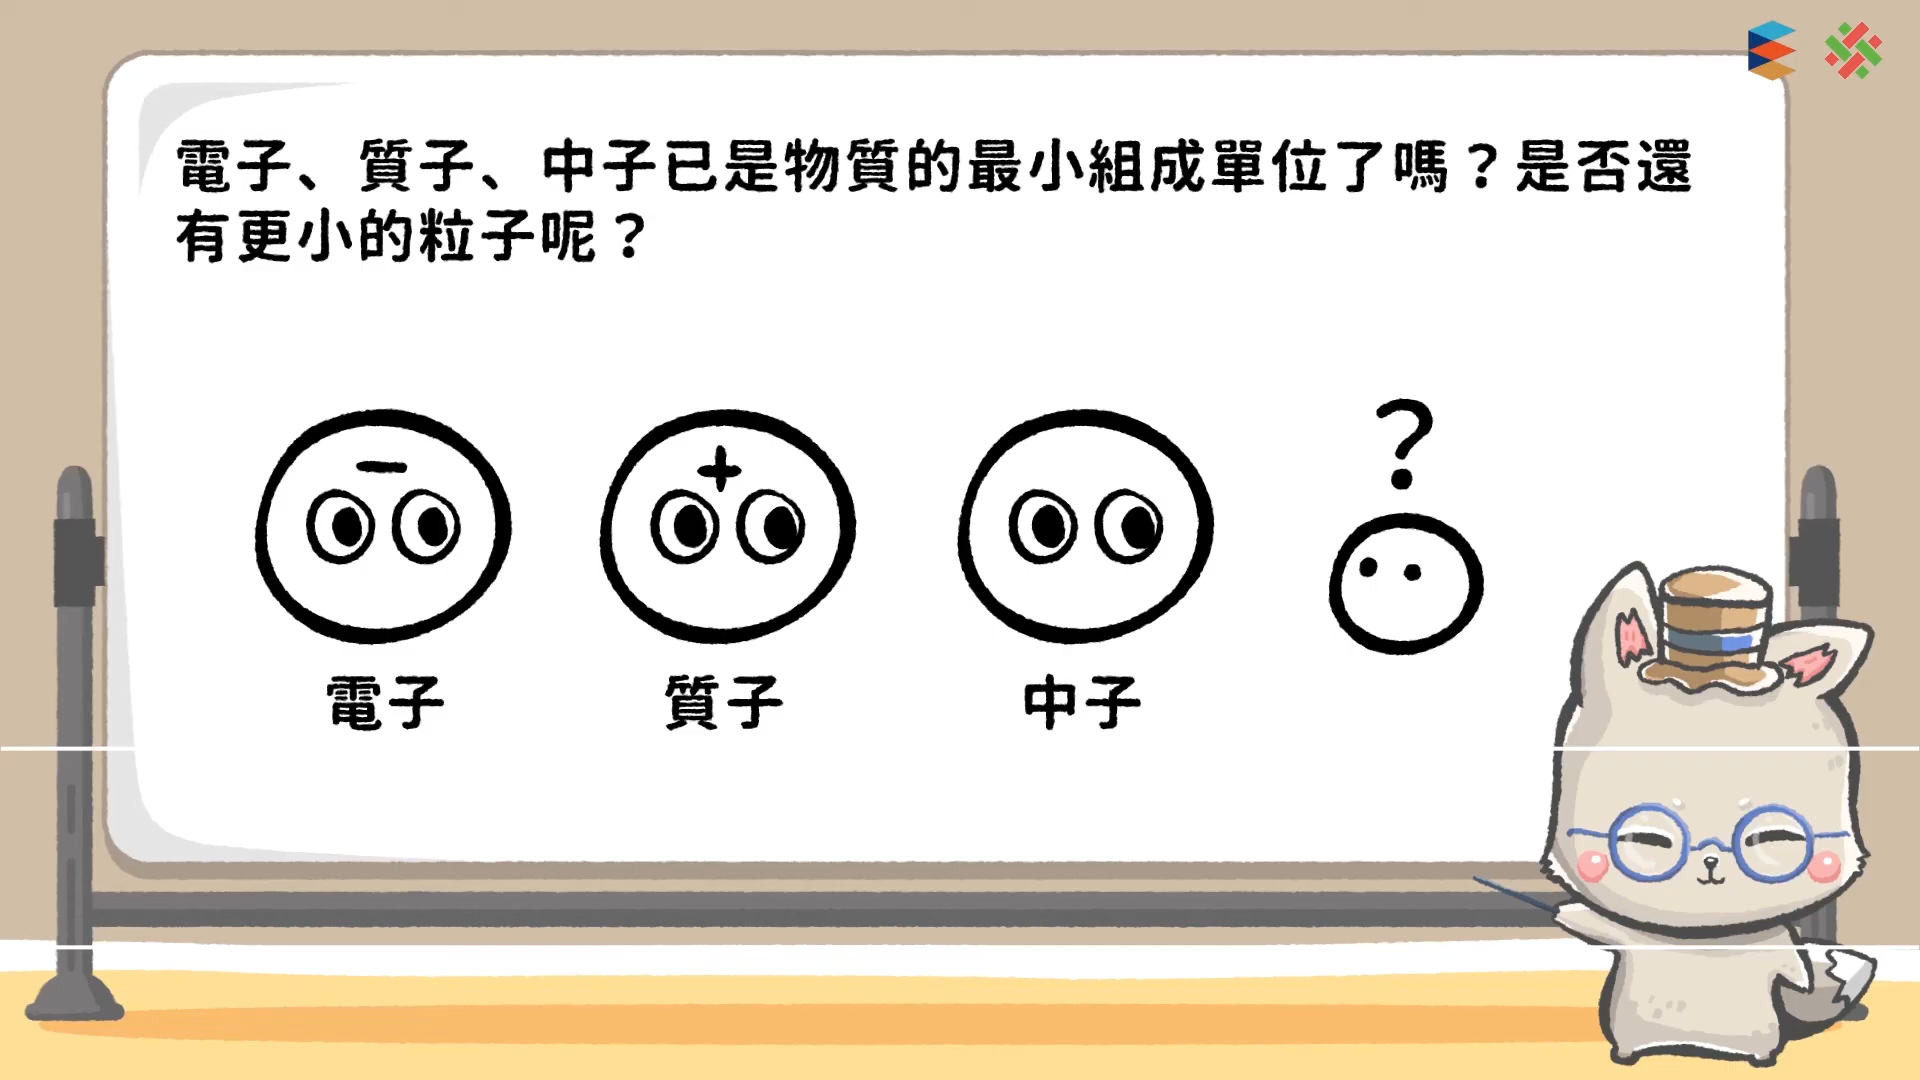 電子、質子、中子已是物質的最小組成單位了嗎？是否還
有更小的粒子呢？
−
+
?
電子
質子
中子